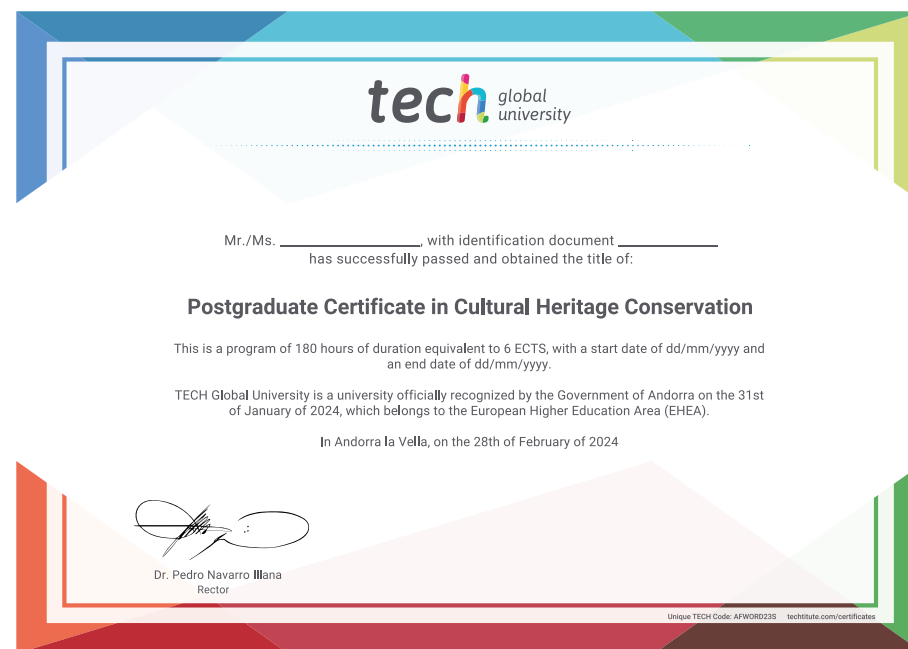 tech global
university
Mr./Ms. ____________, with identification document ____________
has successfully passed and obtained the title of:
Postgraduate Certificate in Cultural Heritage Conservation
This is a program of 180 hours of duration equivalent to 6 ECTS, with a start date of dd/mm/yyyy and
an end date of dd/mm/yyyy.
TECH Global University is a university officially recognized by the Government of Andorra on the 31st
of January of 2024, which belongs to the European Higher Education Area (EHEA).
In Andorra la Vella, on the 28th of February of 2024
Dr. Pedro Navarro Illana
Rector
Unique TECH Code: AFWORD23S techtitute.com/certificates